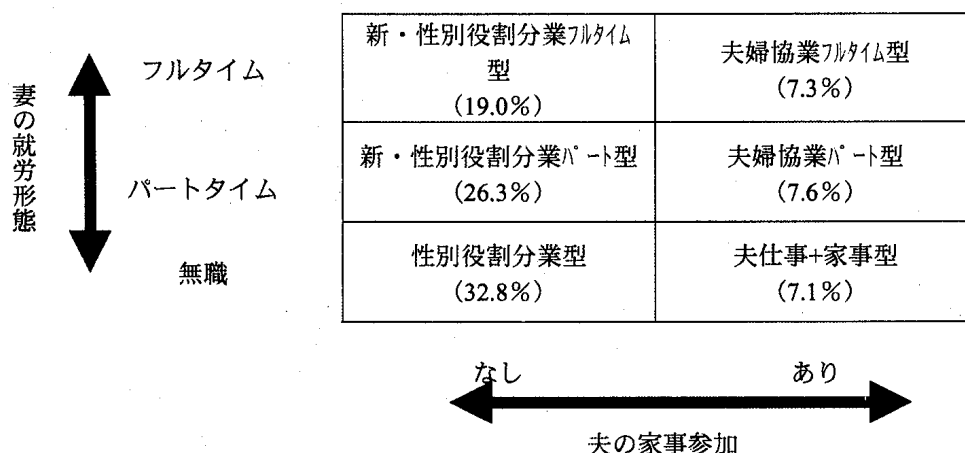 妻の就労形態
フルタイム
パートタイム
無職
新・性別役割分業フルタイム
型
(19.0%)
夫婦協業フルタイム型
(7.3%)
新・性別役割分業パート型
(26.3%)
夫婦協業パート型
(7.6%)
性別役割分業型
(32.8%)
夫仕事+家事型
(7.1%)
なし
あり
夫の家事参加